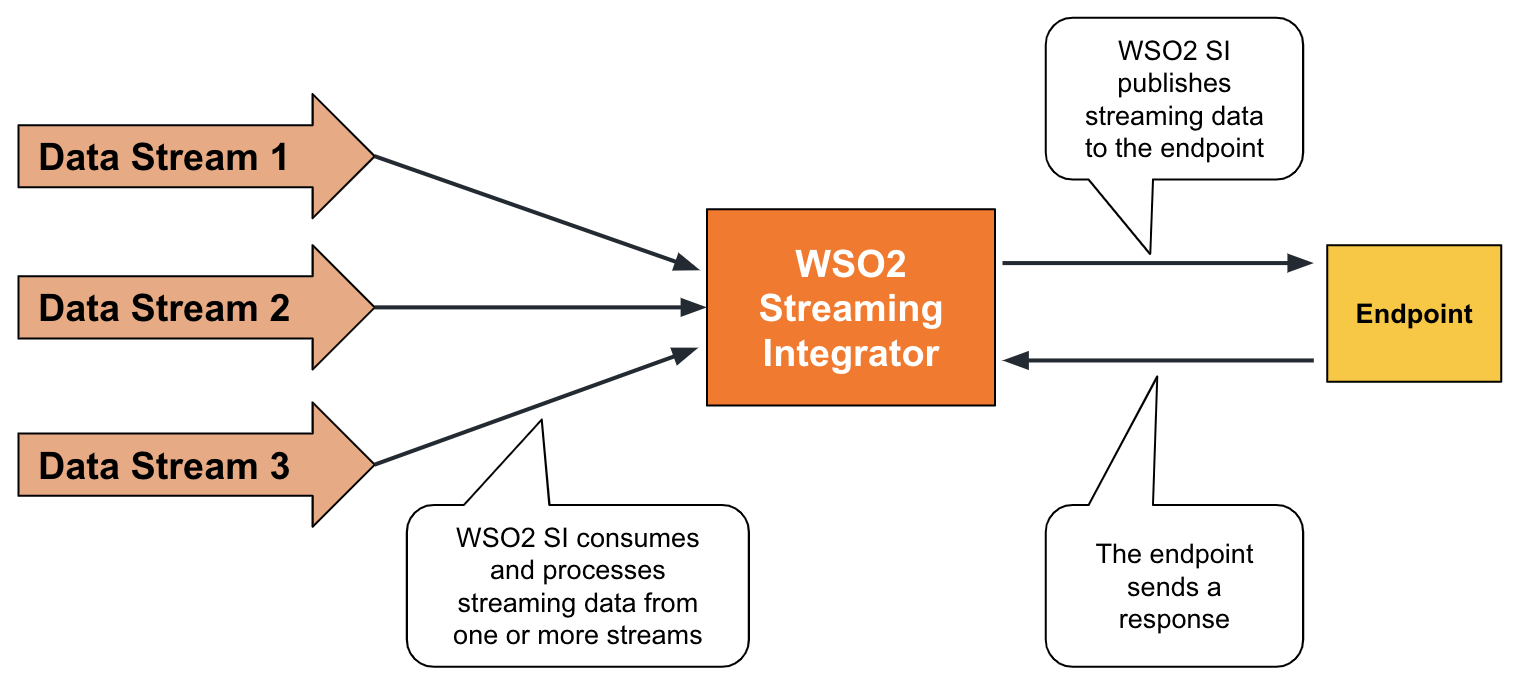 WSO2 SI
publishes
streaming data
to the endpoint
Data Stream 1
Data Stream 2
Data Stream 3
WSO2
Streaming
Integrator
Endpoint
WSO2 SI consumes
and processes
streaming data from
one or more streams
The endpoint
sends a
response